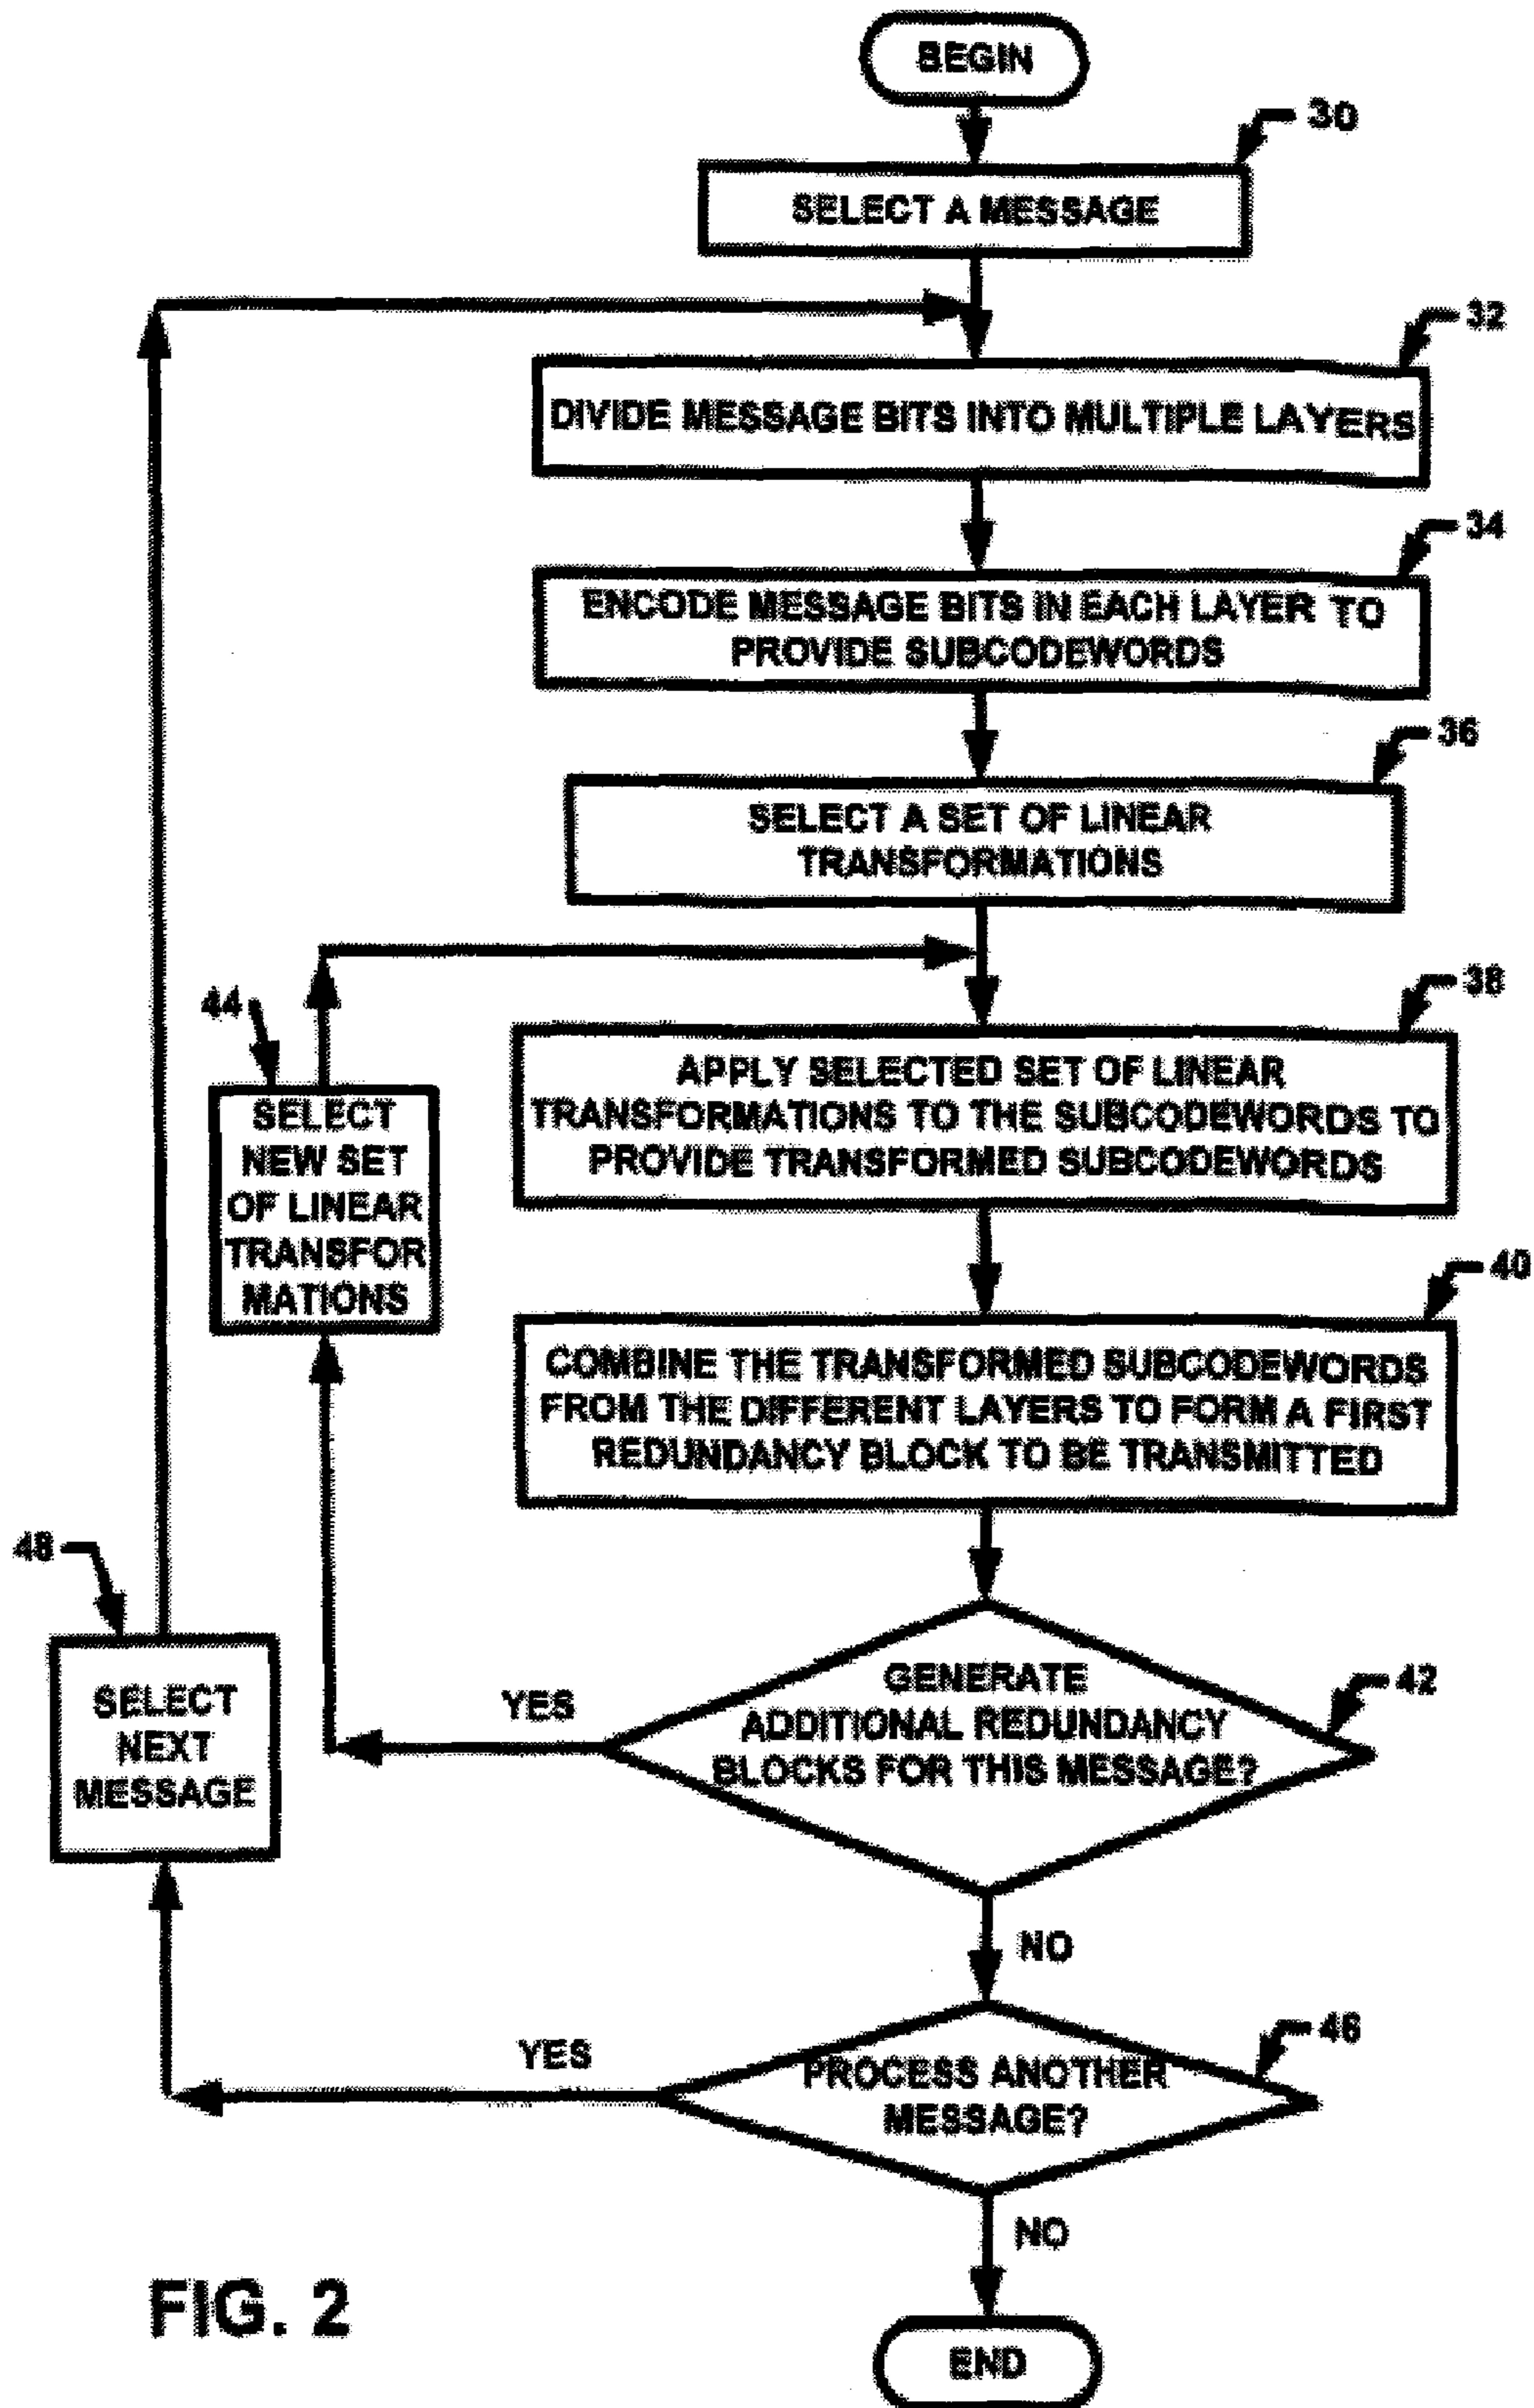 BEGIN
30
SELECT A MESSAGE
32
DIVIDE MESSAGE BITS INTO MULTIPLE LAYERS
34
ENCODE MESSAGE BITS IN EACH LAYER TO
PROVIDE SUBCODEWORDS
36
SELECT A SET OF LINEAR
TRANSFORMATIONS
38
APPLY SELECTED SET OF LINEAR
TRANSFORMATIONS TO THE SUBCODEWORDS TO
PROVIDE TRANSFORMED SUBCODEWORDS
44
SELECT
NEW SET
OF LINEAR
TRANSFOR
MATIONS
40
COMBINE THE TRANSFORMED SUBCODEWORDS
FROM THE DIFFERENT LAYERS TO FORM A FIRST
REDUNDANCY BLOCK TO BE TRANSMITTED
48
SELECT
NEXT
MESSAGE
YES
42
GENERATE
ADDITIONAL REDUNDANCY
BLOCKS FOR THIS MESSAGE?
NO
YES
46
PROCESS ANOTHER
MESSAGE?
NO
END
FIG. 2